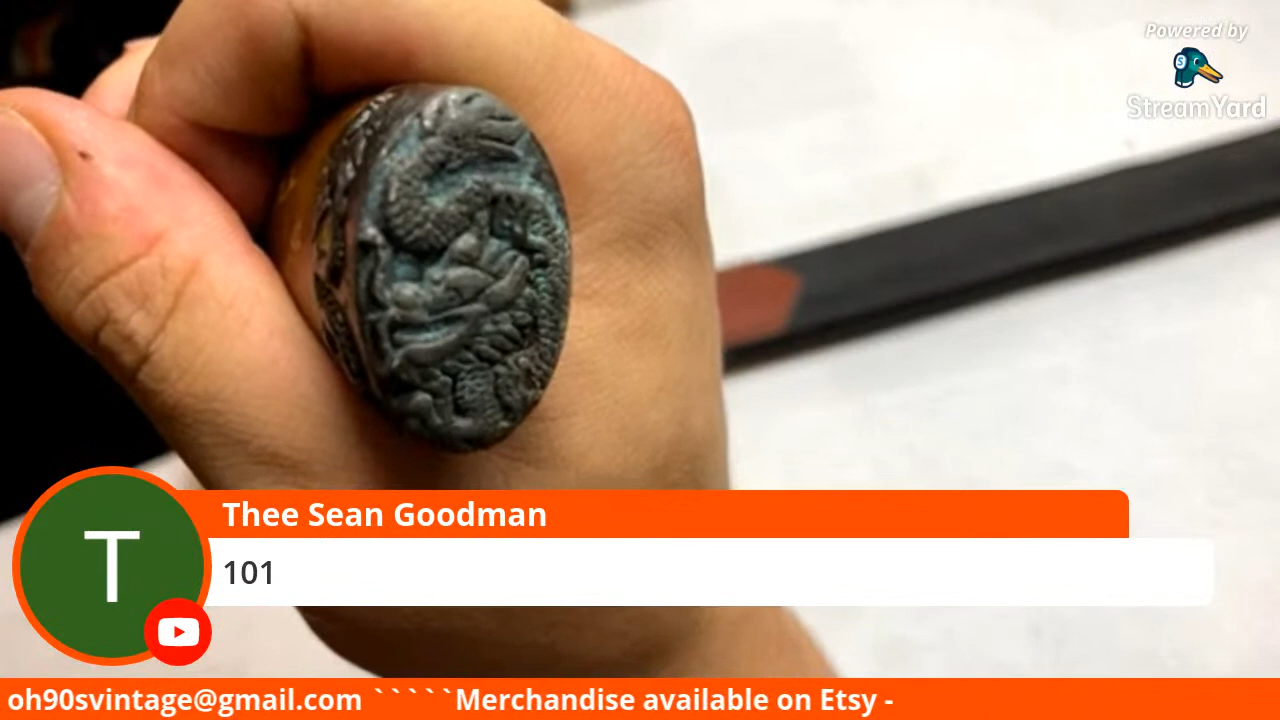 Powered by
StreamYard
T
Thee Sean Goodman
101
oh90svintage@gmail.com `````Merchandise available on Etsy -